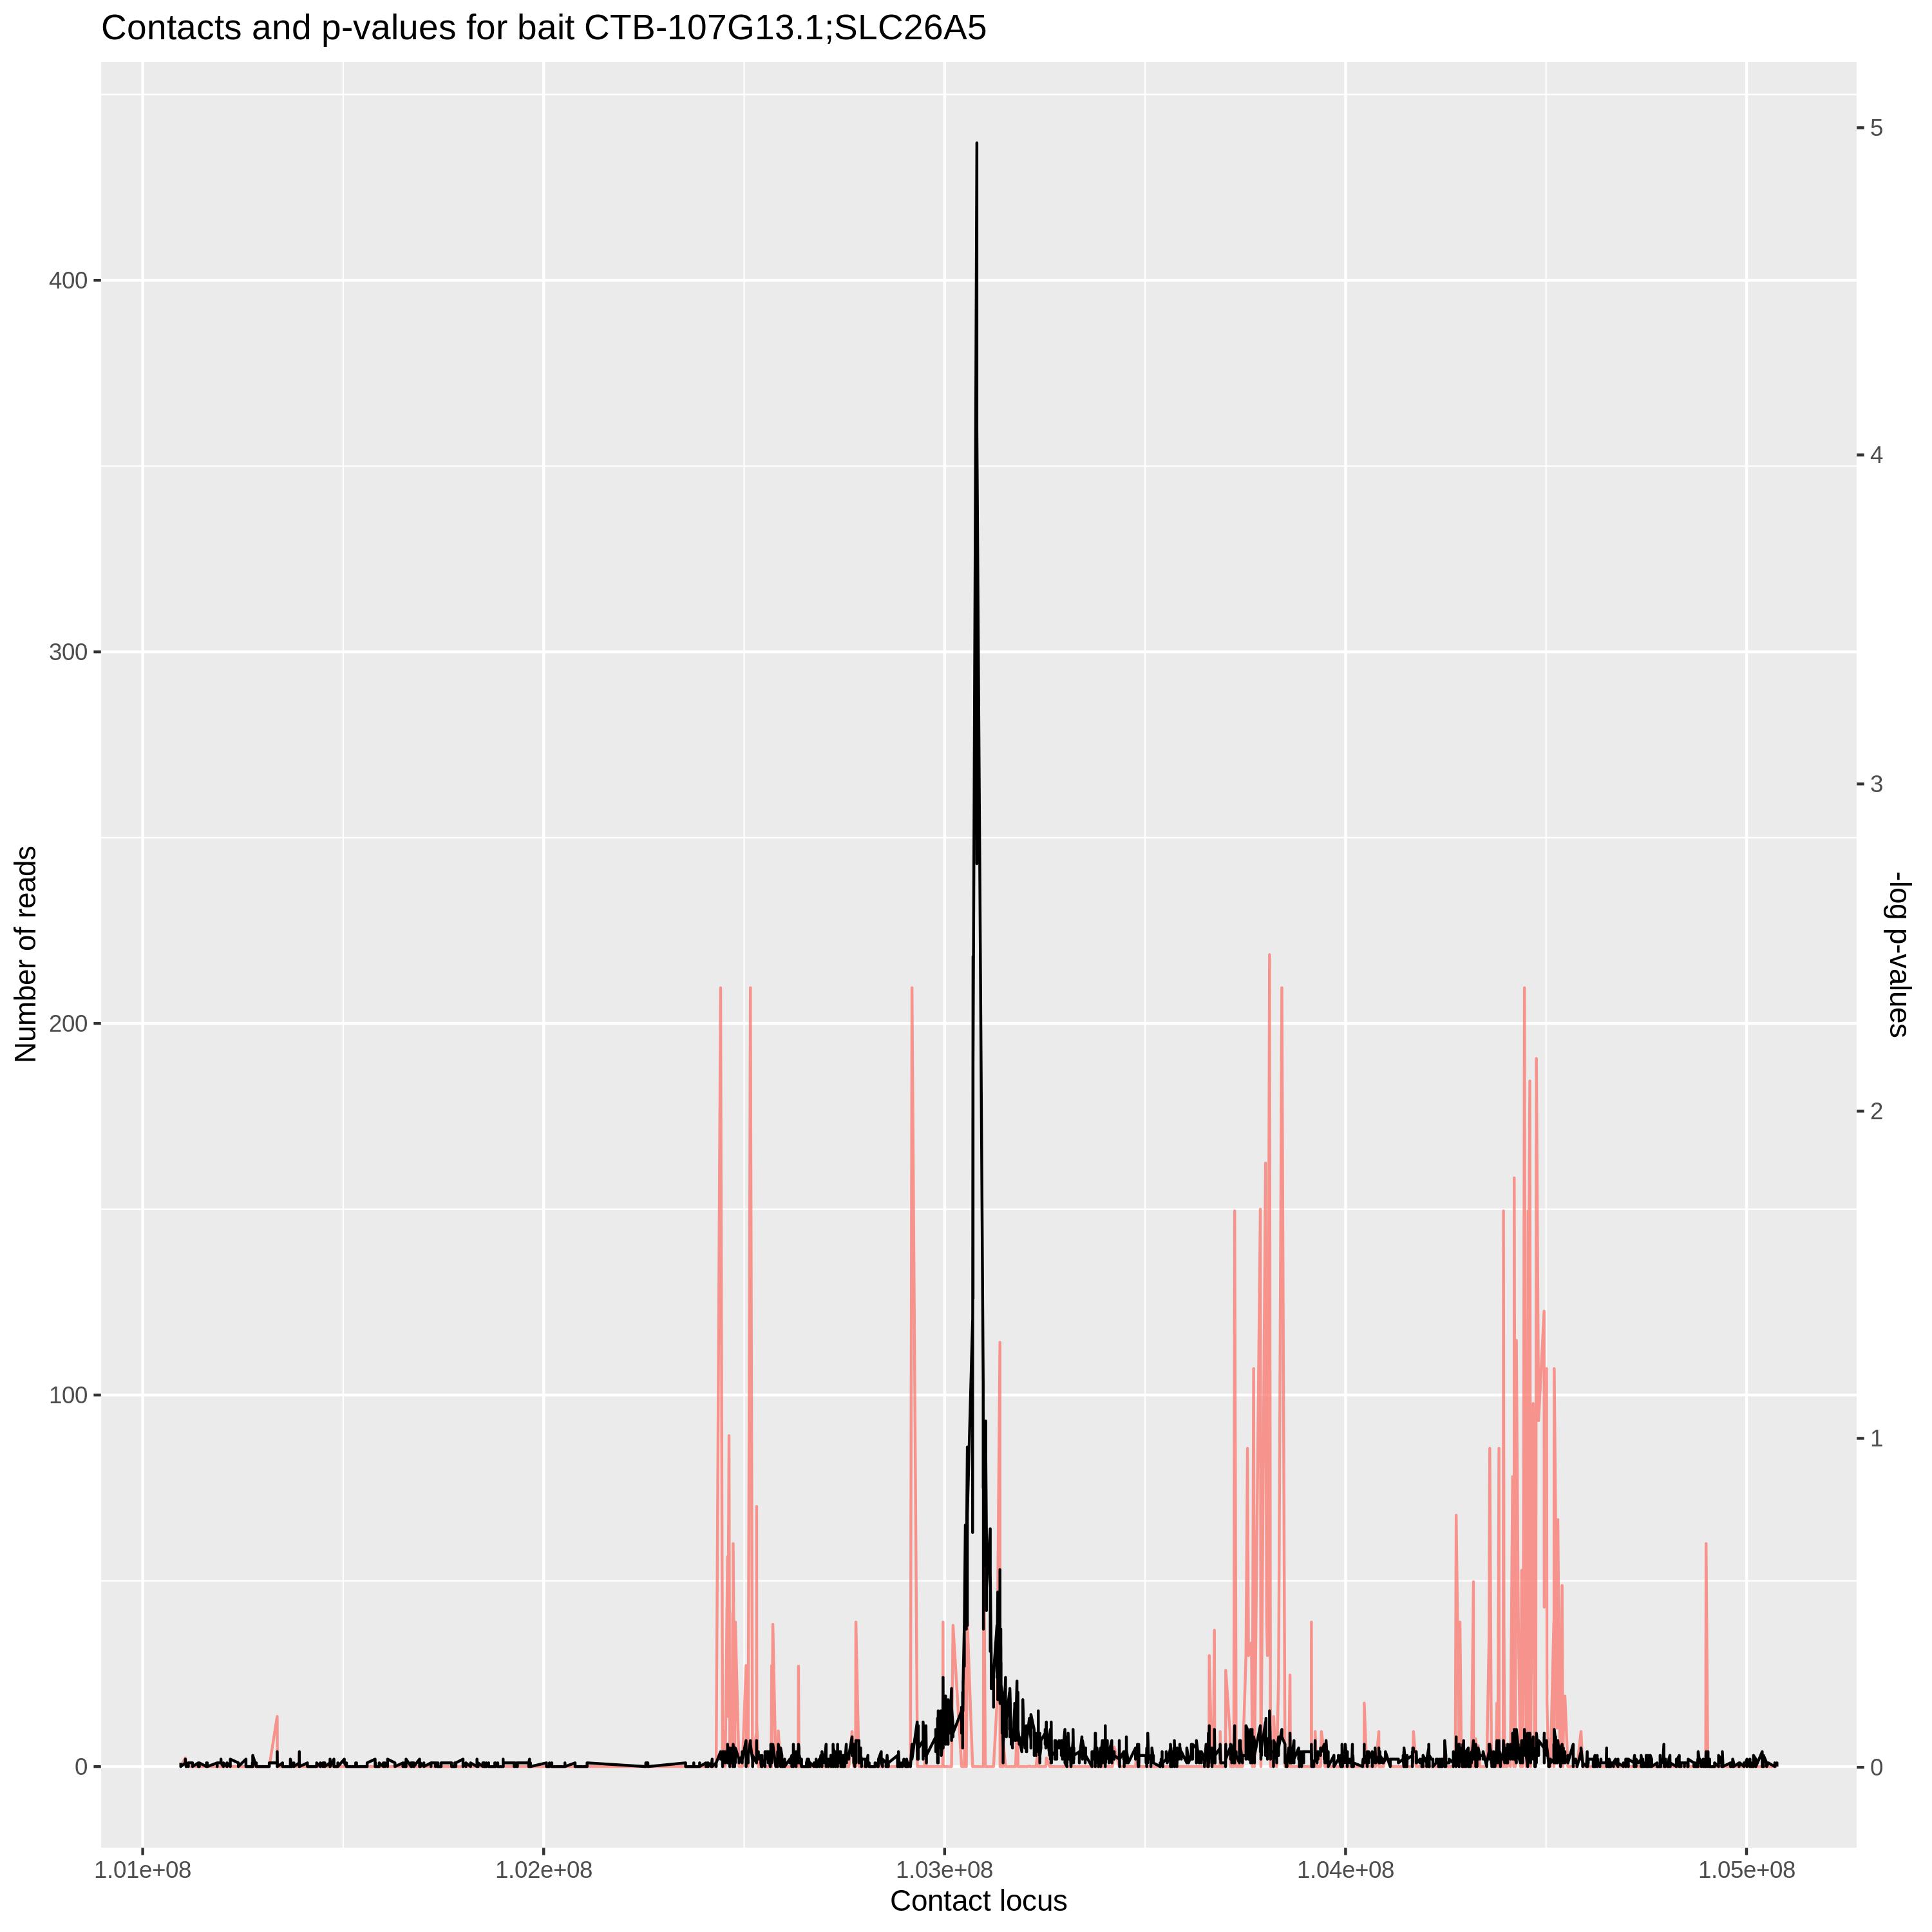 Contacts and p-values for bait CTB-107G13.1;SLC26A5
400
300
200
100
0
Number of reads
5
4
3
2
1
0
-log p-values
1.01e+08 1.02e+08 1.03e+08 1.04e+08 1.05e+08
Contact locus